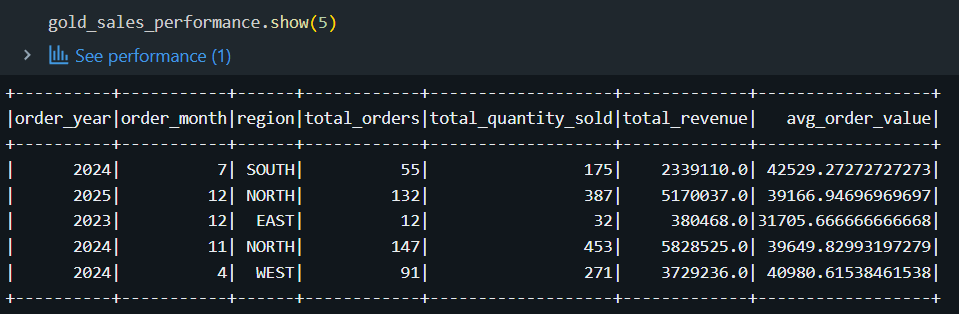 gold_sales_performance.show(5)
See performance (1)
+----------+-----------+------+------------+-------------------+-------------+------------------+
|order_year|order_month|region|total_orders|total_quantity_sold|total_revenue|   avg_order_value|
+----------+-----------+------+------------+-------------------+-------------+------------------+
|      2024|          7| SOUTH|          55|                175|    2339110.0| 42529.27272727273|
|      2025|         12| NORTH|         132|                387|    5170037.0| 39166.94696969697|
|      2023|         12|  EAST|          12|                 32|     380468.0|31705.666666666668|
|      2024|         11| NORTH|         147|                453|    5828525.0| 39649.82993197279|
|      2024|          4|  WEST|          91|                271|    3729236.0| 40980.61538461538|
+----------+-----------+------+------------+-------------------+-------------+------------------+